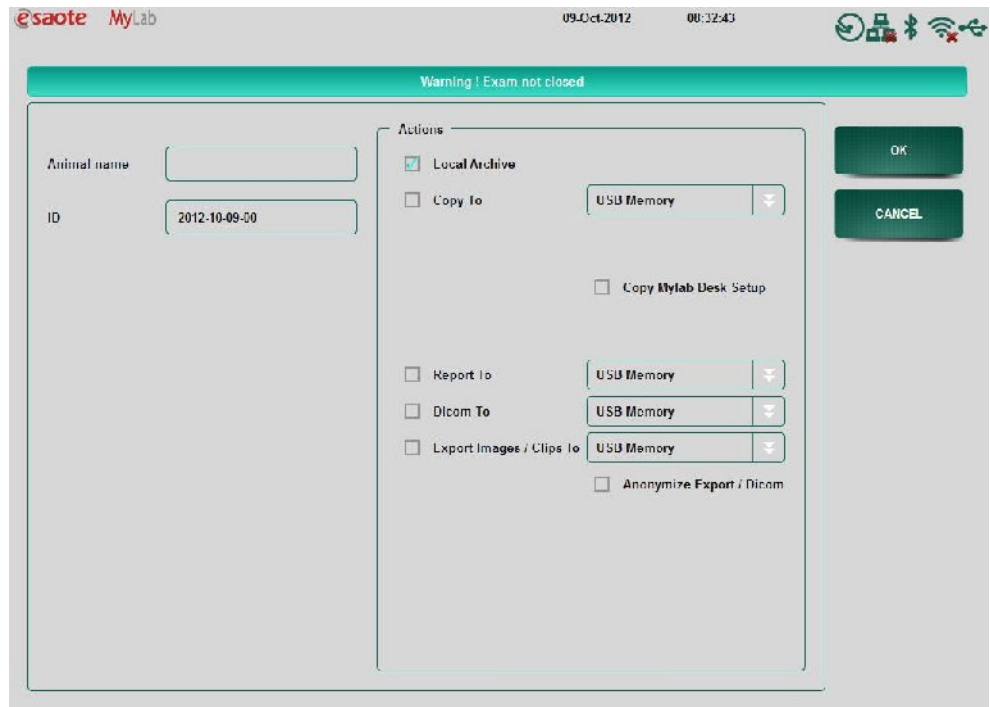 esaote MyLab 09-Oct-2012 08:32:43
Warning ! Exam not closed
Animal name
ID 2012-10-09-00
Actions
Local Archive
Copy To USB Memory
Copy Mylab Desk Setup
Report To USB Memory
Dicom To USB Memory
Export Images / Clips To USB Memory
Anonymize Export / Dicom
OK
CANCEL